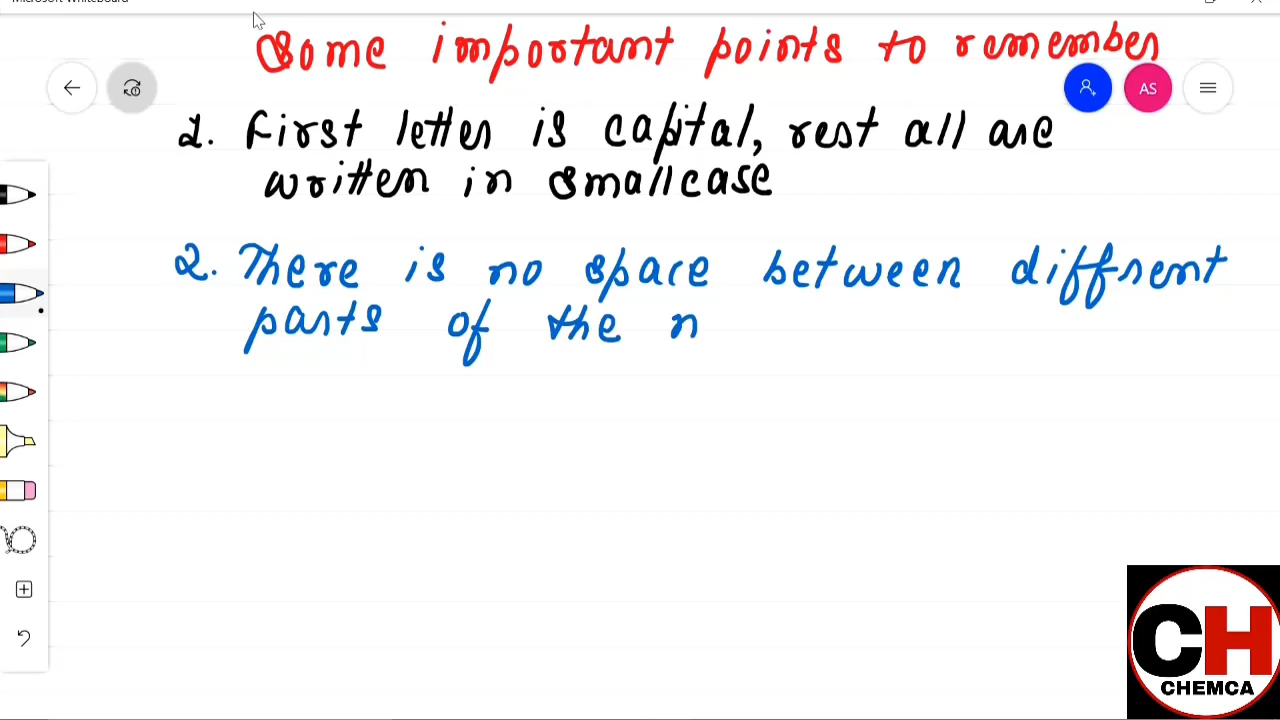 Some important points to remember
AS
1. First letter is capital, rest all are
written in smallcase
2. There is no space between diffrent
parts of the n
CH
CHEMCA